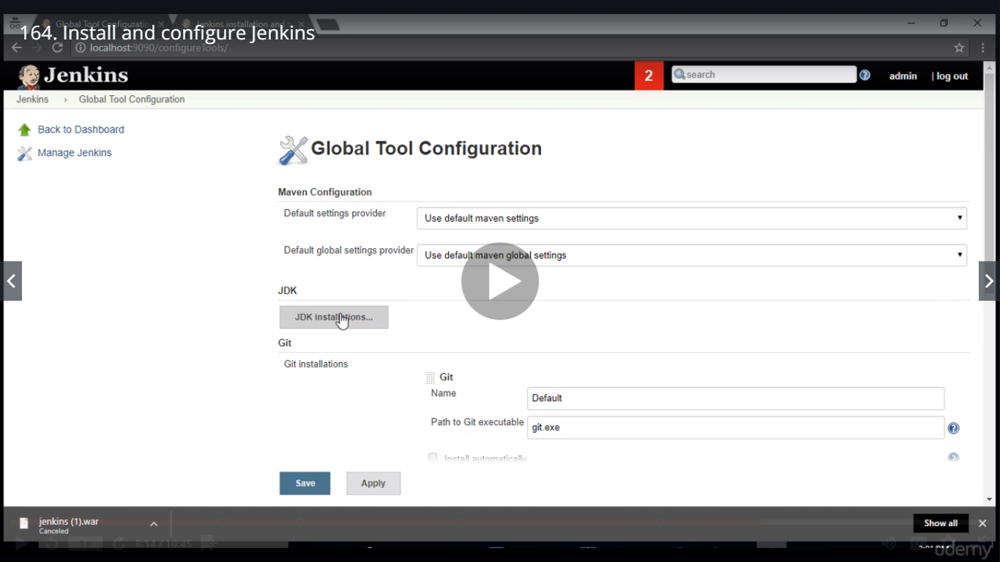 Global Tool Configuratic
Jenkins installation and
164. Install and configure Jenkins
localhost:9090/configureTools/
Jenkins
2
search
admin
| log out
Jenkins
Global Tool Configuration
Back to Dashboard
Manage Jenkins
Global Tool Configuration
Maven Configuration
Default settings provider
Use default maven settings
Default global settings provider
Use default maven global settings
JDK
JDK installations...
Git
Git installations
Git
Name
Default
Path to Git executable
git.exe
Install automatically
Save
Apply
jenkins (1).war
Canceled
Show all
8:14 / 10:45
udemy